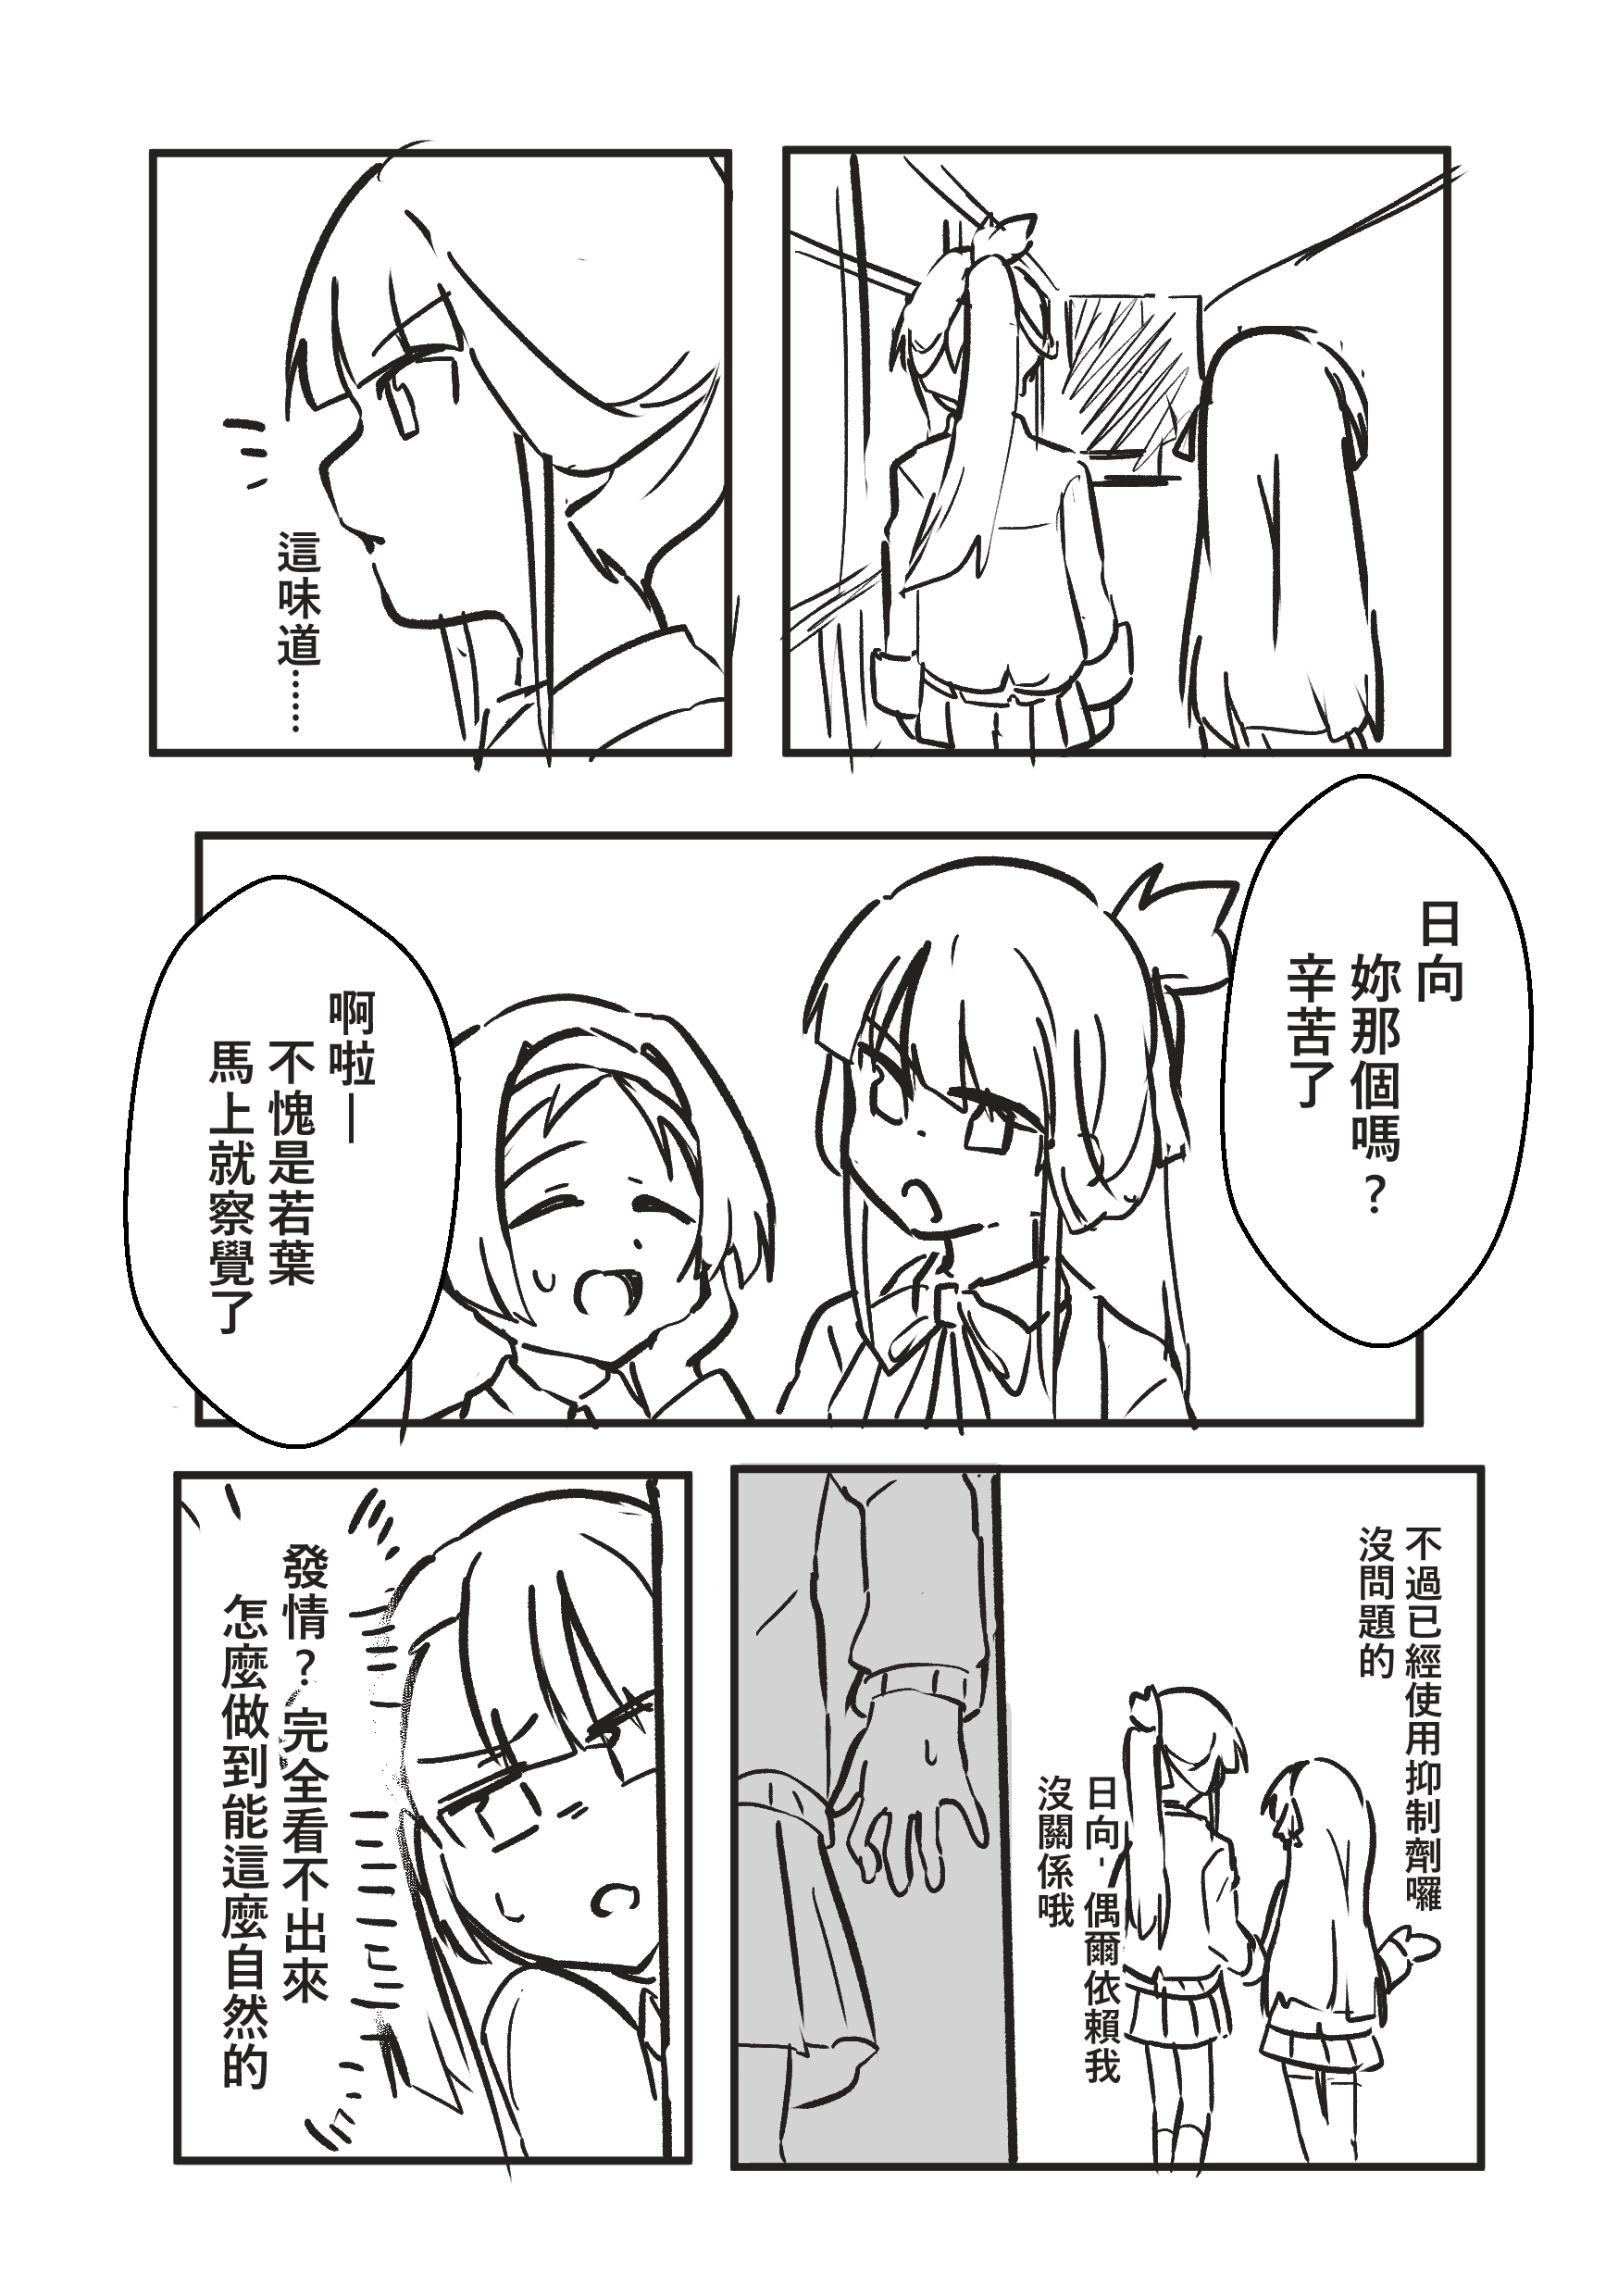 這味道……
日向
妳那個嗎?
辛苦了
啊啦—
不愧是若葉
馬上就察覺了
不過已經使用抑制劑囉
沒問題的
日向、偶爾依賴我
沒關係哦
發情?完全看不出來
怎麼做到能這麼自然的